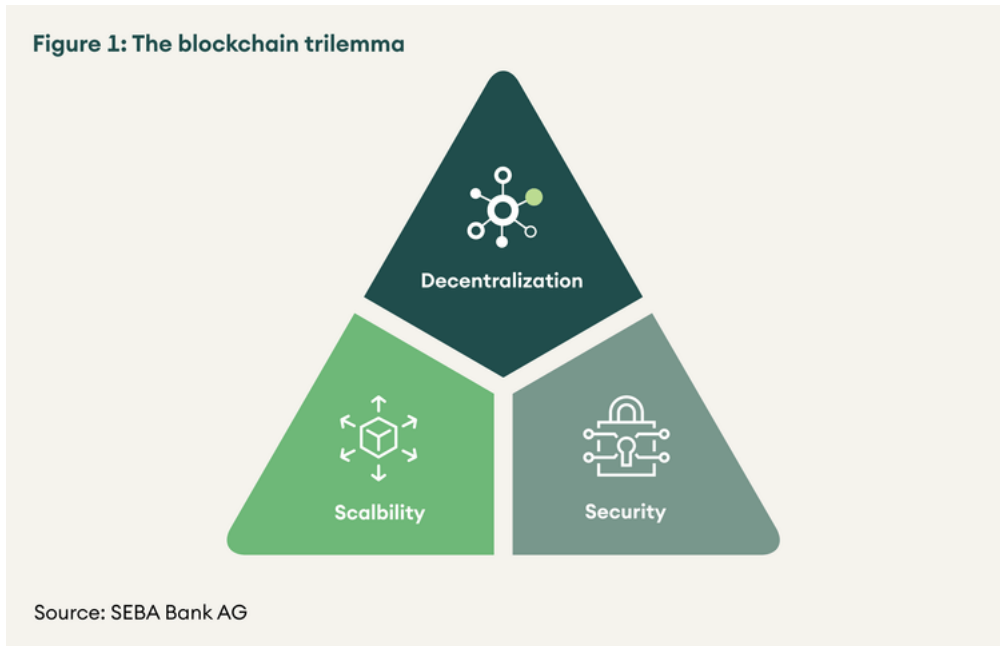 Figure 1: The blockchain trilemma
Decentralization
Scalbility
Security
Source: SEBA Bank AG